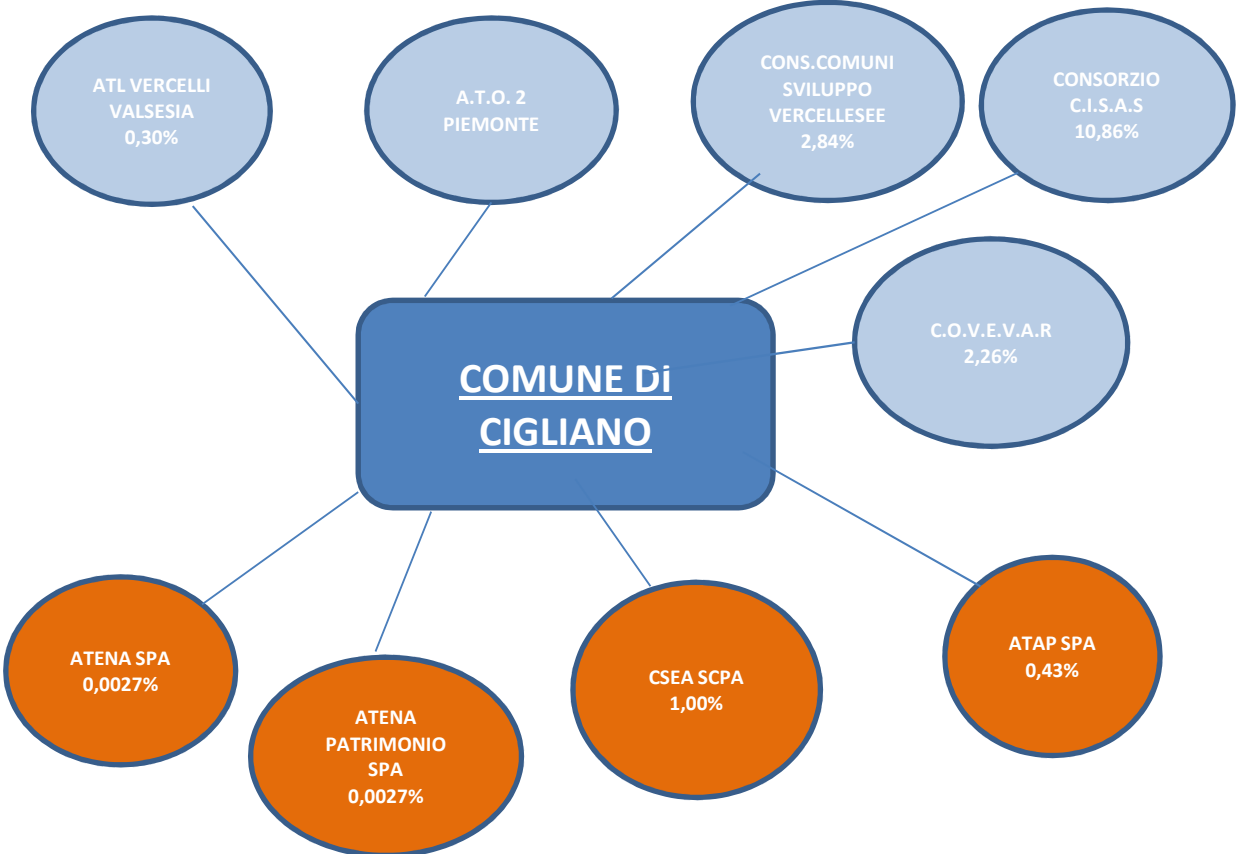 ATL VERCELLI
VALSESIA
0,30%
A.T.O. 2
PIEMONTE
CONS.COMUNI
SVILUPPO
VERCELLESEE
2,84%
CONSORZIO
C.I.S.A.S
10,86%
C.O.V.E.V.A.R
2,26%
COMUNE Di
CIGLIANO
ATENA SPA
0,0027%
ATENA
PATRIMONIO
SPA
0,0027%
CSEA SCPA
1,00%
ATAP SPA
0,43%